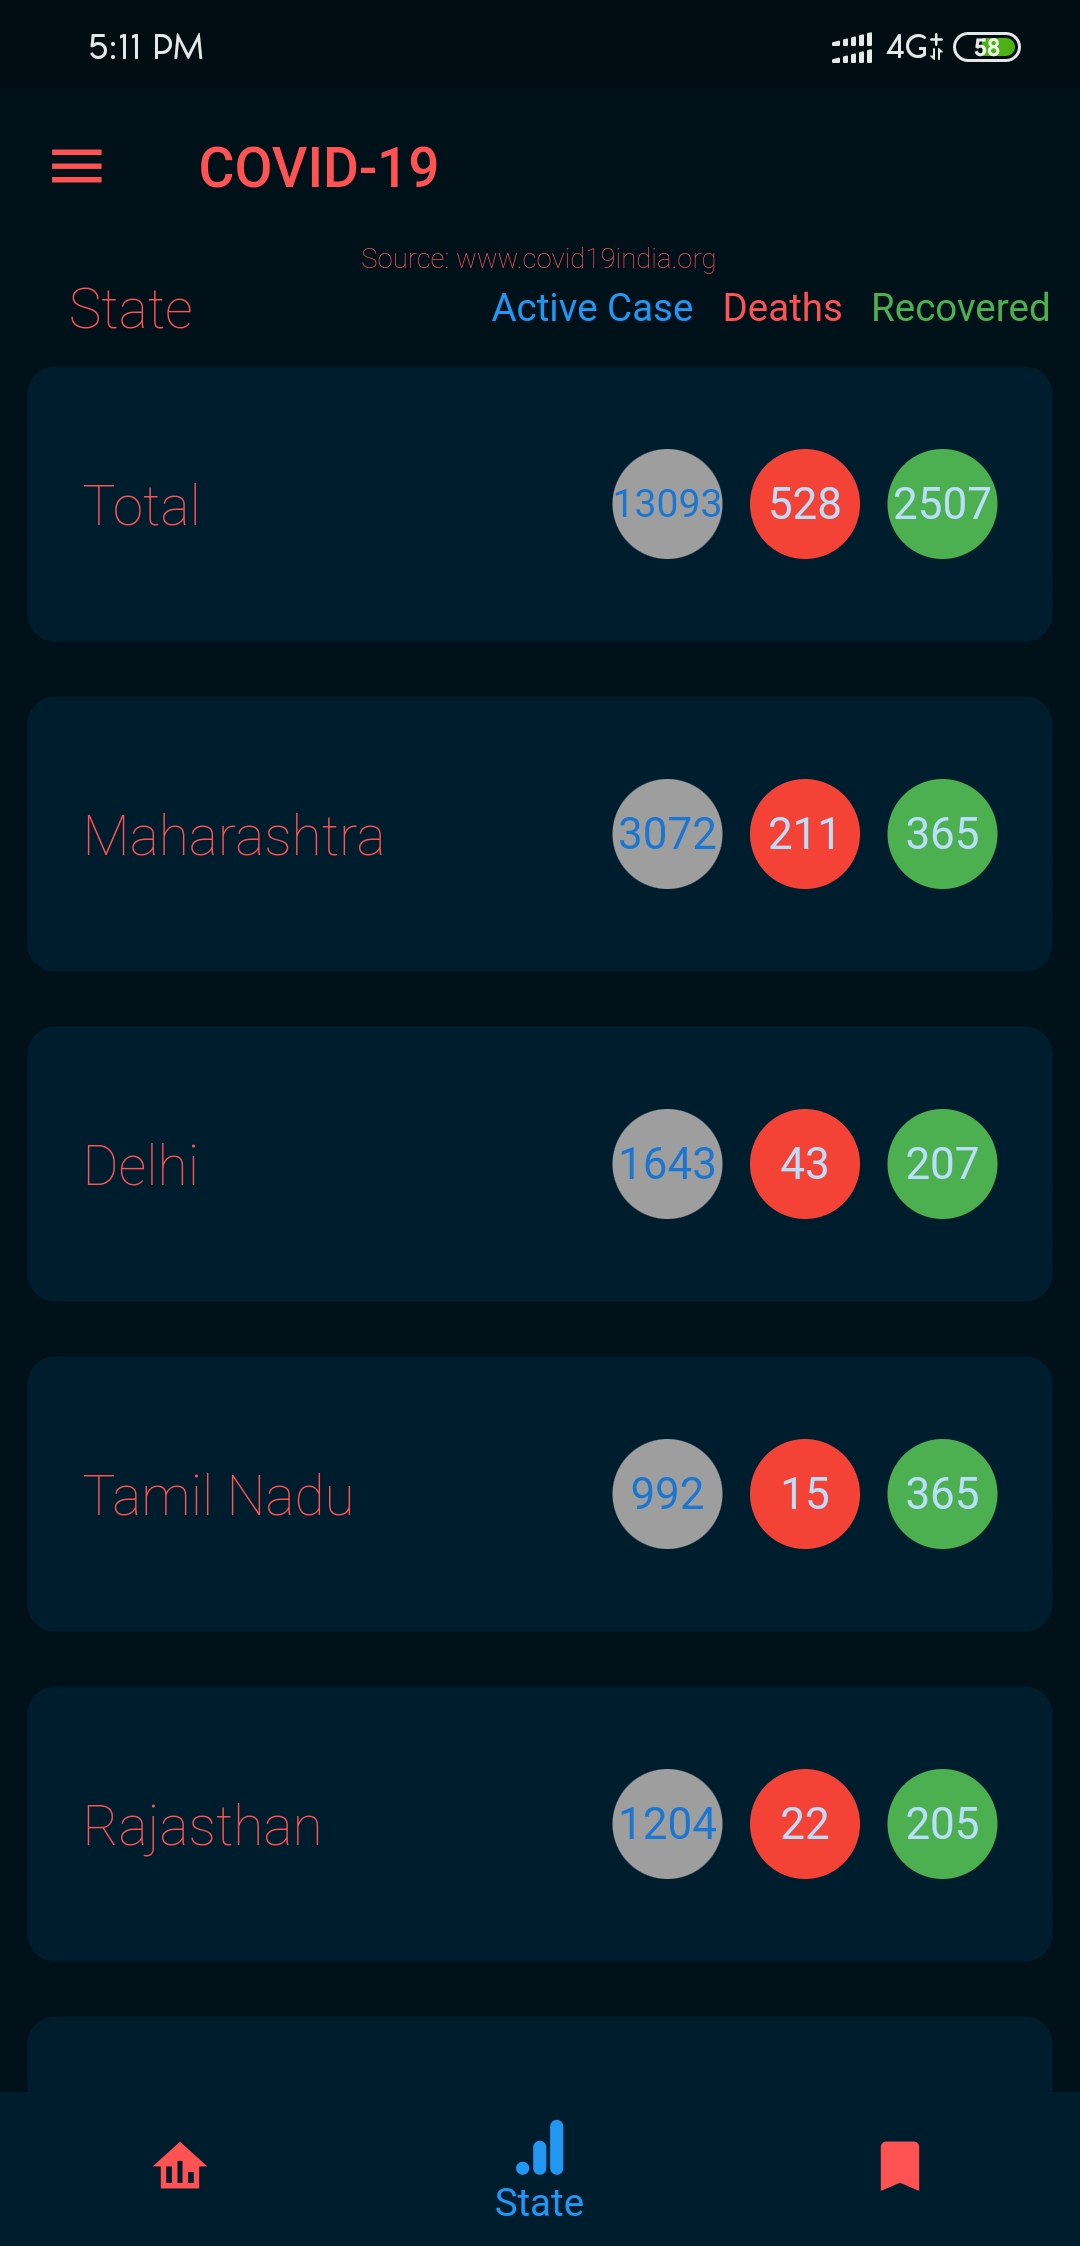 5:11 PM 4G+ 58
COVID-19
Source: www.covid19india.org
State Active Case Deaths Recovered
Total 13093 528 2507
Maharashtra 3072 211 365
Delhi 1643 43 207
Tamil Nadu 992 15 365
Rajasthan 1204 22 205
State